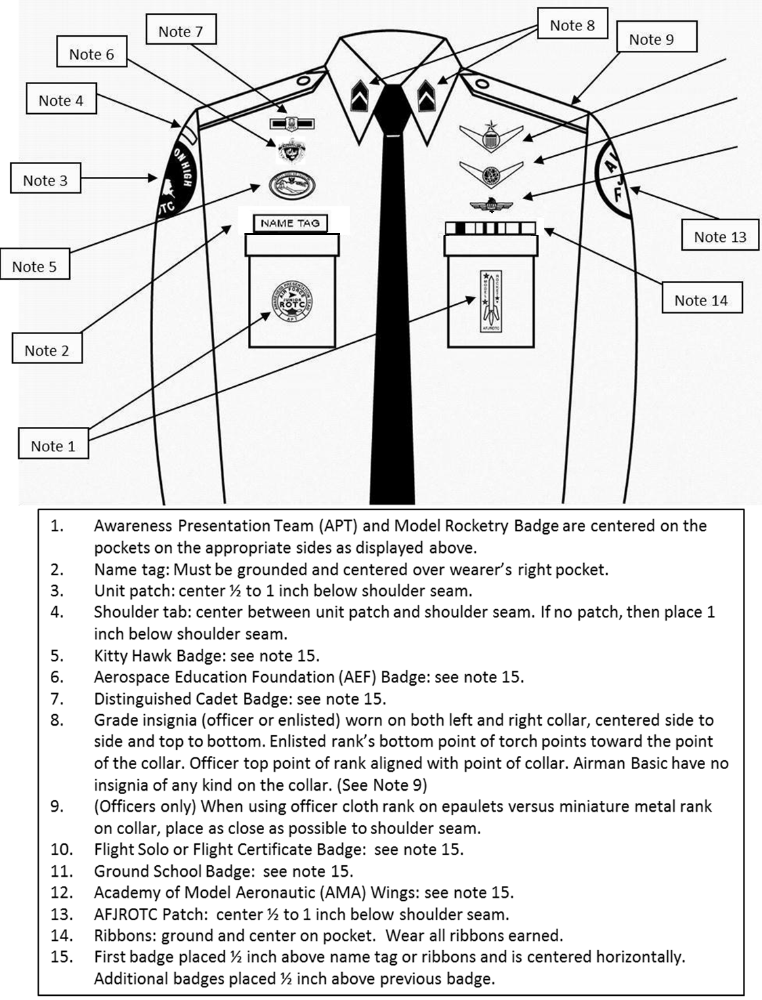 Note 7
Note 8
Note 9
Note 6
Note 4
Note 3
ON HIGH
OTC
A
J
F
Note 13
NAME TAG
Note 5
Note 14
AWARENESS PRESENTATION TEAM
AIR FORCE
JUNIOR
ROTC
APT
MODEL
ROCKET
AFJROTC
Note 2
Note 1
1. Awareness Presentation Team (APT) and Model Rocketry Badge are centered on the
pockets on the appropriate sides as displayed above.
2. Name tag: Must be grounded and centered over wearer’s right pocket.
3. Unit patch: center ½ to 1 inch below shoulder seam.
4. Shoulder tab: center between unit patch and shoulder seam. If no patch, then place 1
inch below shoulder seam.
5. Kitty Hawk Badge: see note 15.
6. Aerospace Education Foundation (AEF) Badge: see note 15.
7. Distinguished Cadet Badge: see note 15.
8. Grade insignia (officer or enlisted) worn on both left and right collar, centered side to
side and top to bottom. Enlisted rank’s bottom point of torch points toward the point
of the collar. Officer top point of rank aligned with point of collar. Airman Basic have no
insignia of any kind on the collar. (See Note 9)
9. (Officers only) When using officer cloth rank on epaulets versus miniature metal rank
on collar, place as close as possible to shoulder seam.
10. Flight Solo or Flight Certificate Badge: see note 15.
11. Ground School Badge: see note 15.
12. Academy of Model Aeronautic (AMA) Wings: see note 15.
13. AFJROTC Patch: center ½ to 1 inch below shoulder seam.
14. Ribbons: ground and center on pocket. Wear all ribbons earned.
15. First badge placed ½ inch above name tag or ribbons and is centered horizontally.
Additional badges placed ½ inch above previous badge.